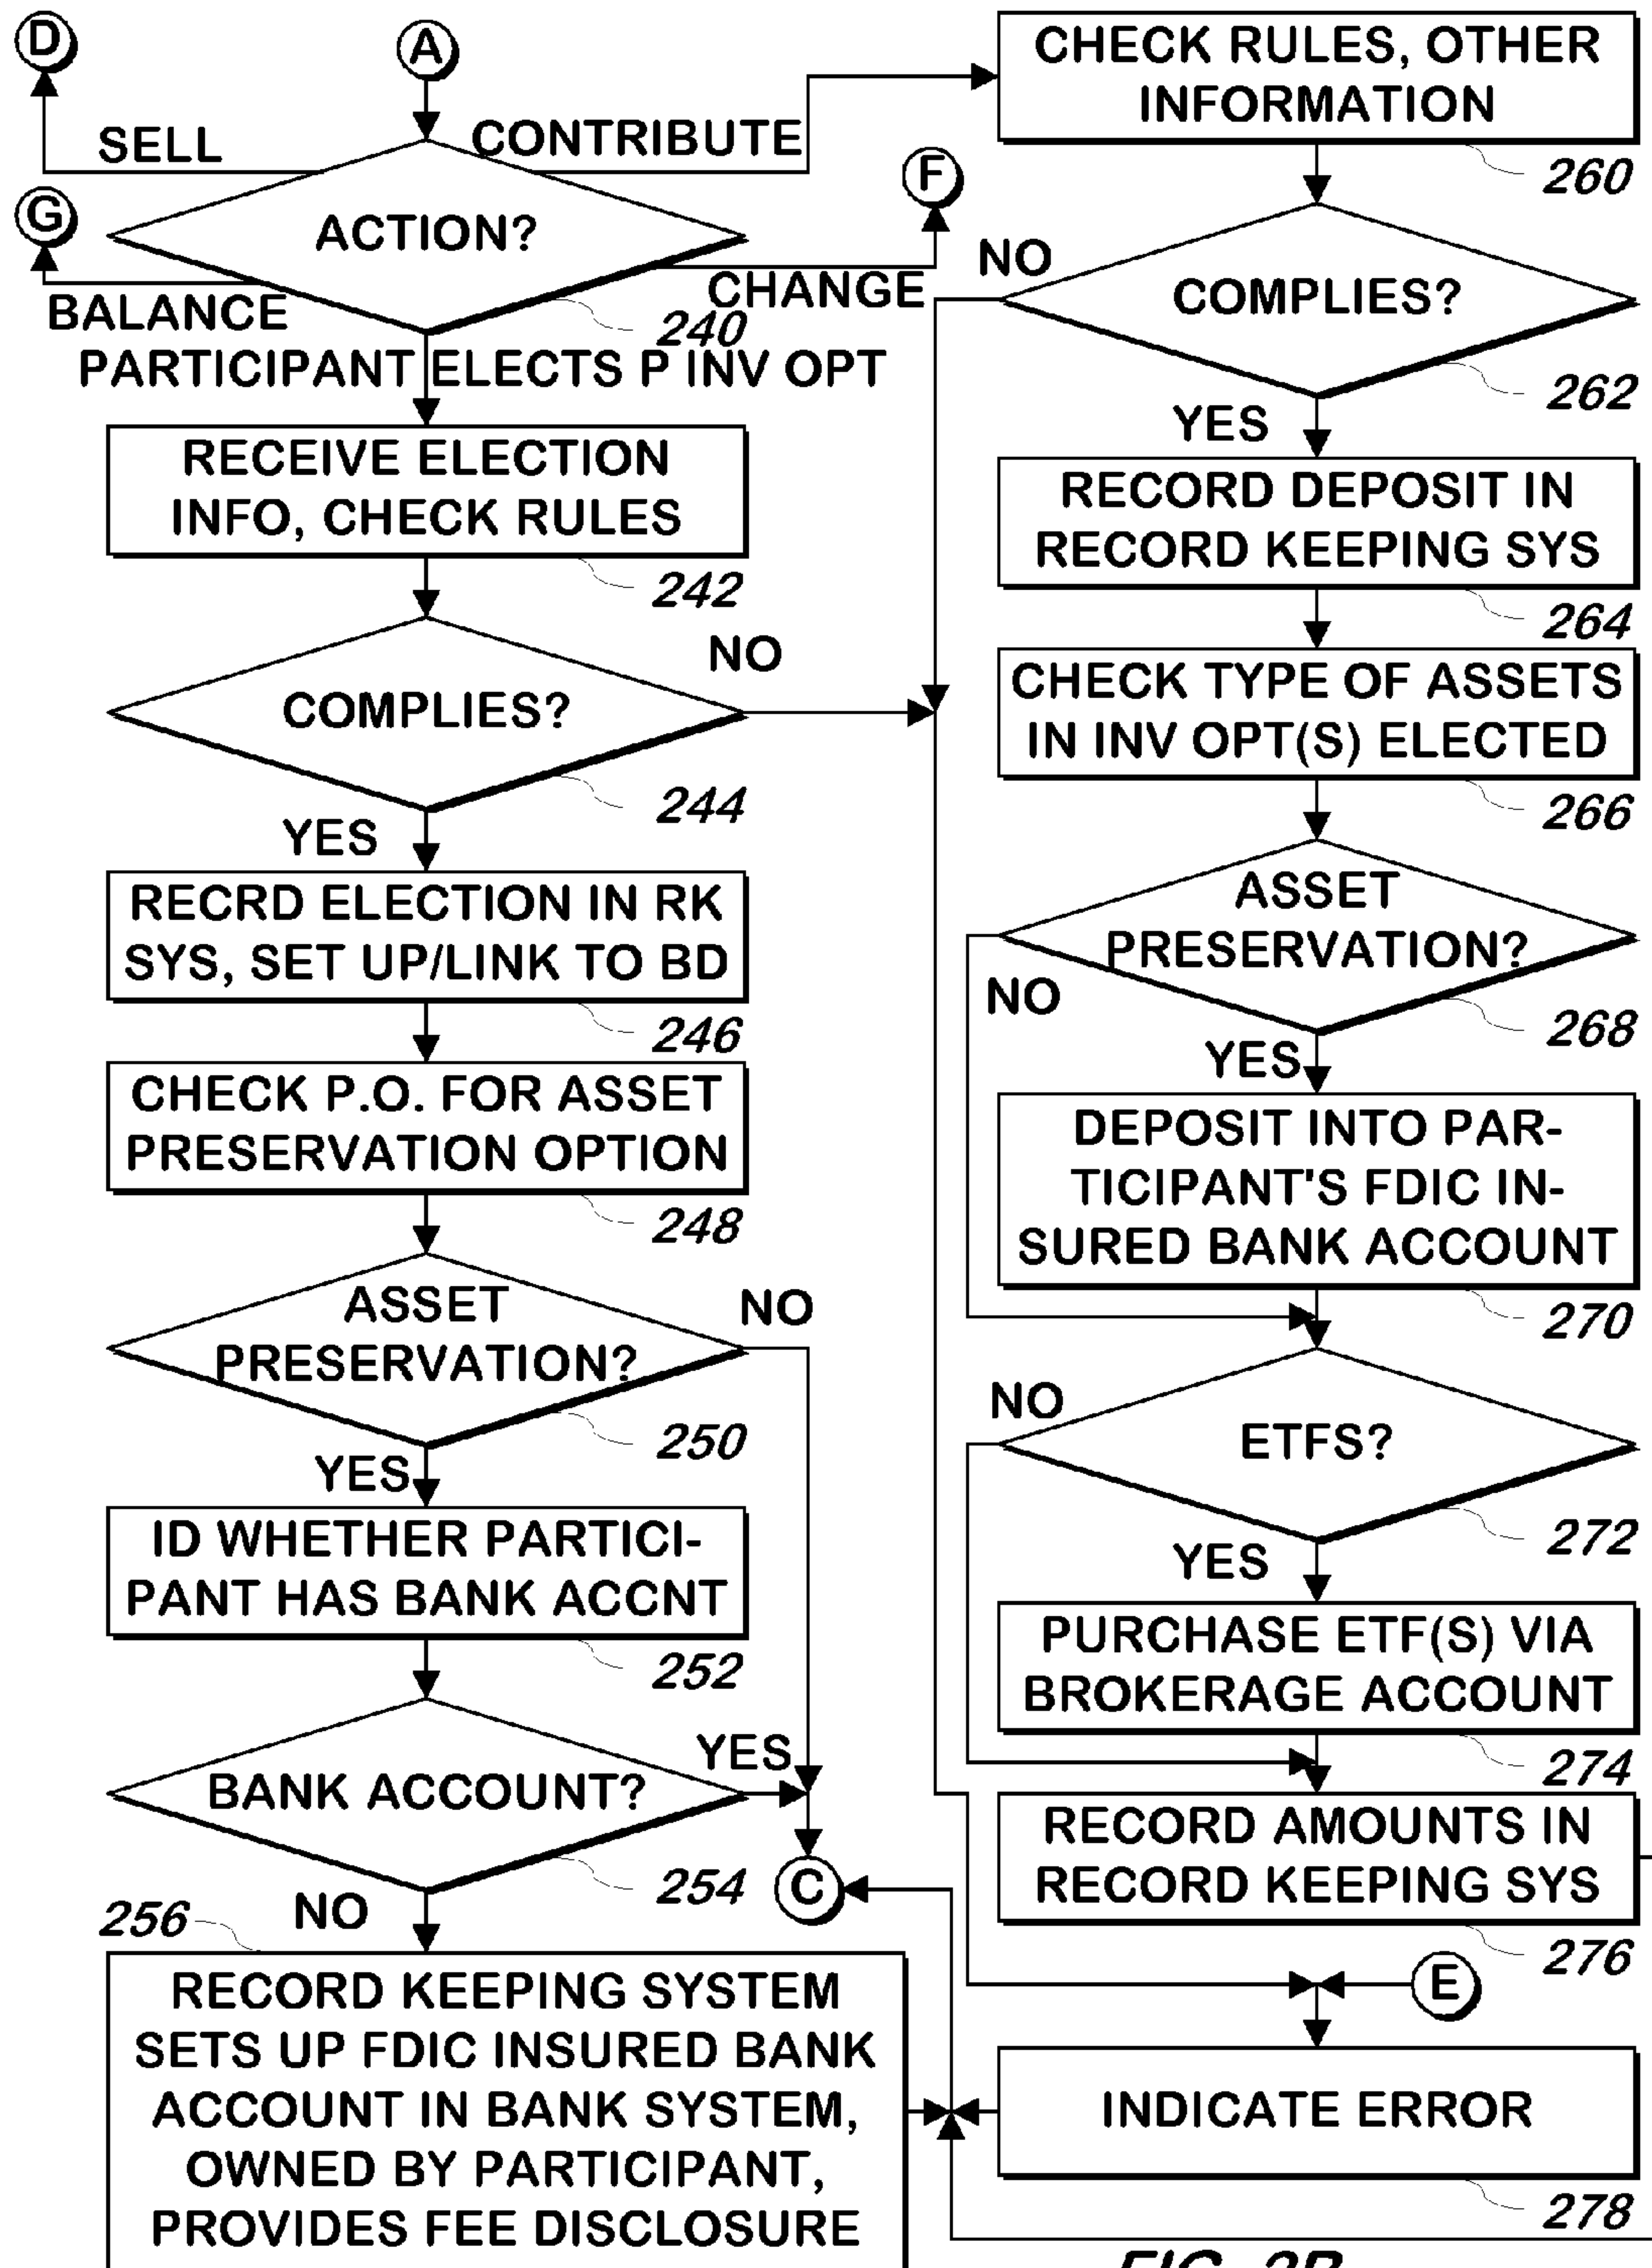 D
A
SELL
CONTRIBUTE
G
ACTION?
F
BALANCE
CHANGE
240
PARTICIPANT ELECTS P INV OPT
RECEIVE ELECTION
INFO, CHECK RULES
242
COMPLIES?
NO
244
YES
RECRD ELECTION IN RK
SYS, SET UP/LINK TO BD
246
CHECK P.O. FOR ASSET
PRESERVATION OPTION
248
ASSET
PRESERVATION?
NO
250
YES
ID WHETHER PARTICI-
PANT HAS BANK ACCNT
252
BANK ACCOUNT?
YES
254
C
NO
256
RECORD KEEPING SYSTEM
SETS UP FDIC INSURED BANK
ACCOUNT IN BANK SYSTEM,
OWNED BY PARTICIPANT,
PROVIDES FEE DISCLOSURE
CHECK RULES, OTHER
INFORMATION
260
NO
COMPLIES?
262
YES
RECORD DEPOSIT IN
RECORD KEEPING SYS
264
CHECK TYPE OF ASSETS
IN INV OPT(S) ELECTED
266
ASSET
PRESERVATION?
NO
268
YES
DEPOSIT INTO PAR-
TICIPANT'S FDIC IN-
SURED BANK ACCOUNT
270
NO
ETFS?
272
YES
PURCHASE ETF(S) VIA
BROKERAGE ACCOUNT
274
RECORD AMOUNTS IN
RECORD KEEPING SYS
276
E
INDICATE ERROR
278